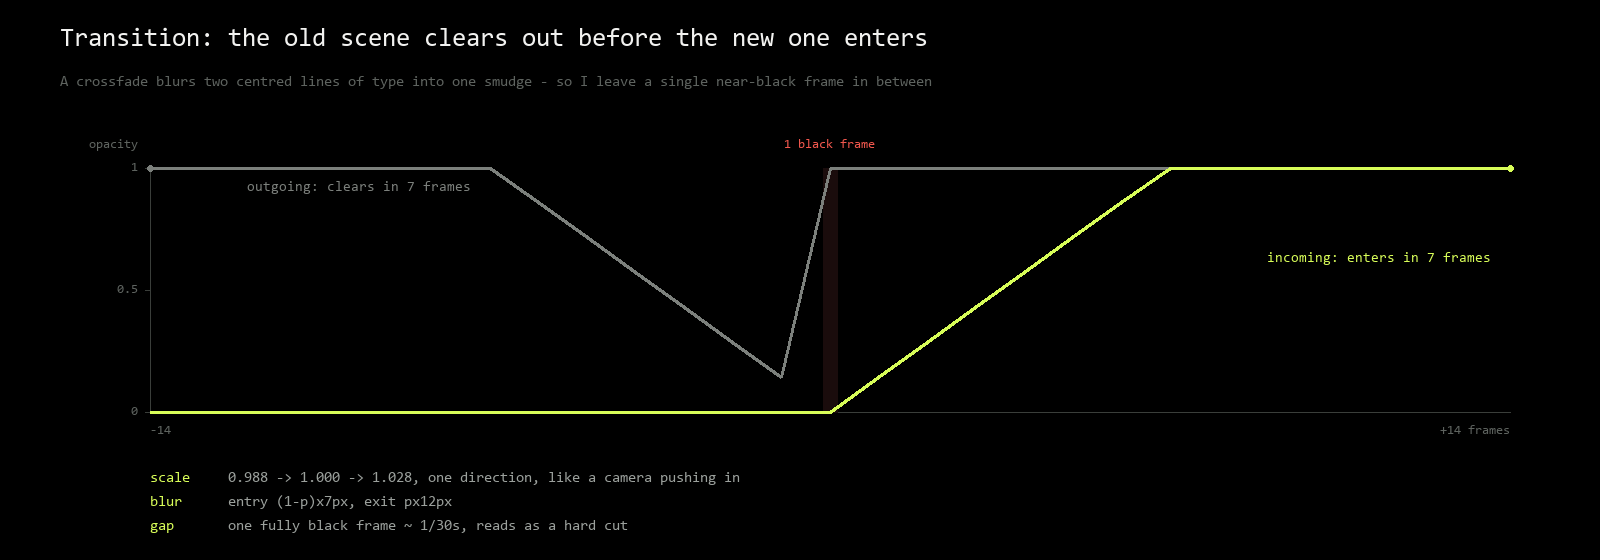 Transition: the old scene clears out before the new one enters
A crossfade blurs two centred lines of type into one smudge - so I leave a single near-black frame in between
opacity
1 black frame
1
outgoing: clears in 7 frames
incoming: enters in 7 frames
0.5
0
-14
+14 frames
scale 0.988 -> 1.000 -> 1.028, one direction, like a camera pushing in
blur entry (1-p)x7px, exit px12px
gap one fully black frame ~ 1/30s, reads as a hard cut